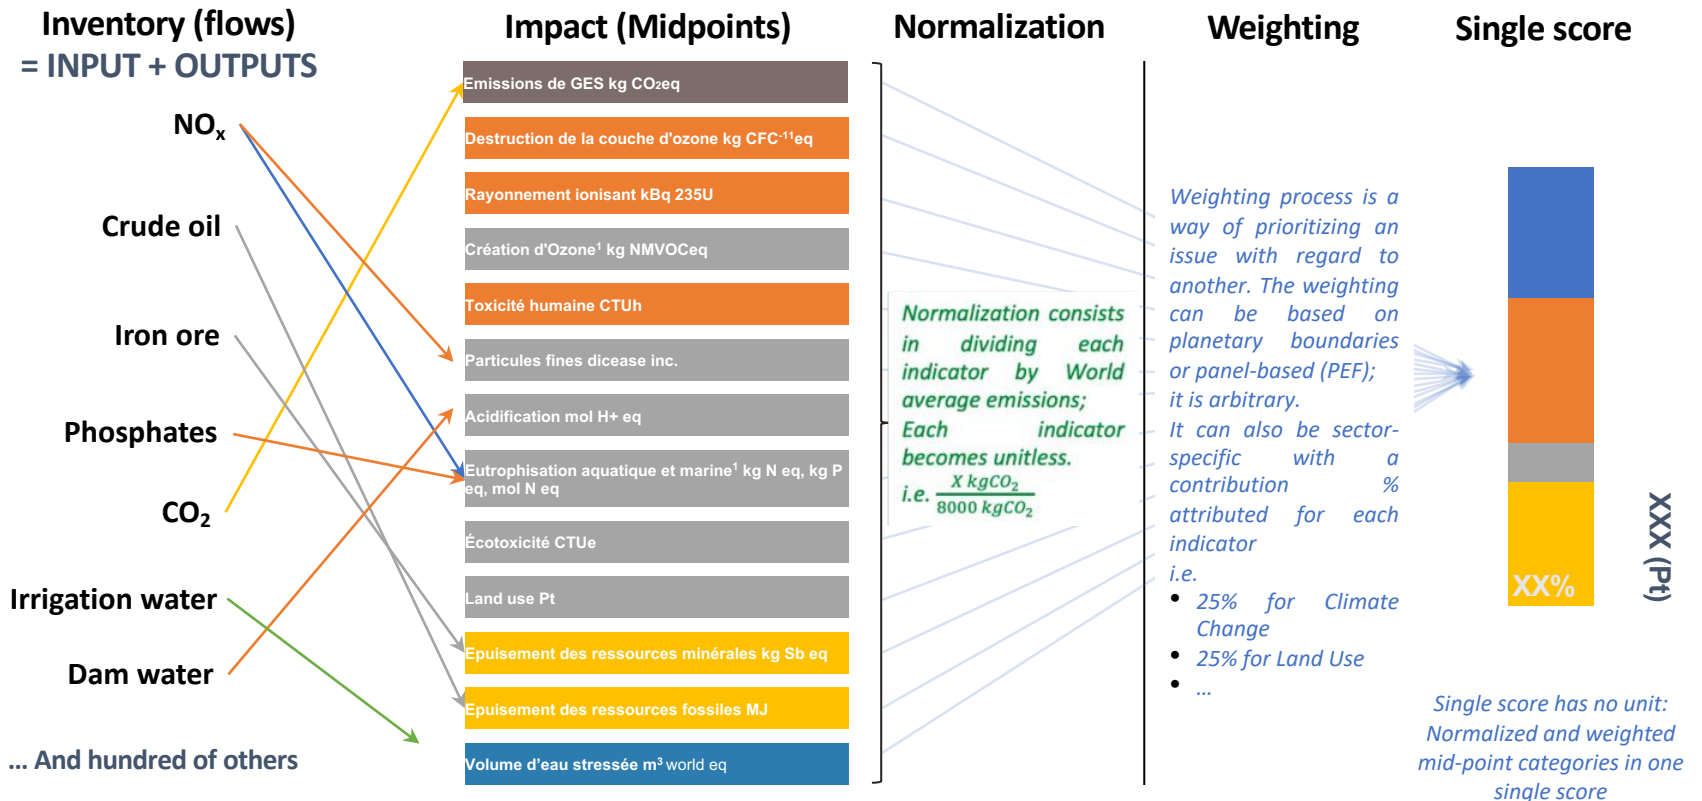 Inventory (flows)
= INPUT + OUTPUTS
NOx
Crude oil
Iron ore
Phosphates
CO2
Irrigation water
Dam water
... And hundred of others
Impact (Midpoints)
Emissions de GES kg CO2eq
Destruction de la couche d'ozone kg CFC-11eq
Rayonnement ionisant kBq 235U
Création d'Ozone1 kg NMVOCeq
Toxicité humaine CTUh
Particules fines dicease inc.
Acidification mol H+ eq
Eutrophisation aquatique et marine1 kg N eq, kg P
eq, mol N eq
Écotoxicité CTUe
Land use Pt
Epuisement des ressources minérales kg Sb eq
Epuisement des ressources fossiles MJ
Volume d'eau stressée m3 world eq
Normalization
Normalization consists
in dividing each
indicator by World
average emissions;
Each indicator
becomes unitless.
i.e. X kgCO2 / 8000 kgCO2
Weighting
Weighting process is a
way of prioritizing an
issue with regard to
another. The weighting
can be based on
planetary boundaries
or panel-based (PEF);
it is arbitrary.
It can also be sector-
specific with a
contribution %
attributed for each
indicator
i.e.
• 25% for Climate
Change
• 25% for Land Use
• ...
Single score
XX%
XXX (Pt)
Single score has no unit:
Normalized and weighted
mid-point categories in one
single score